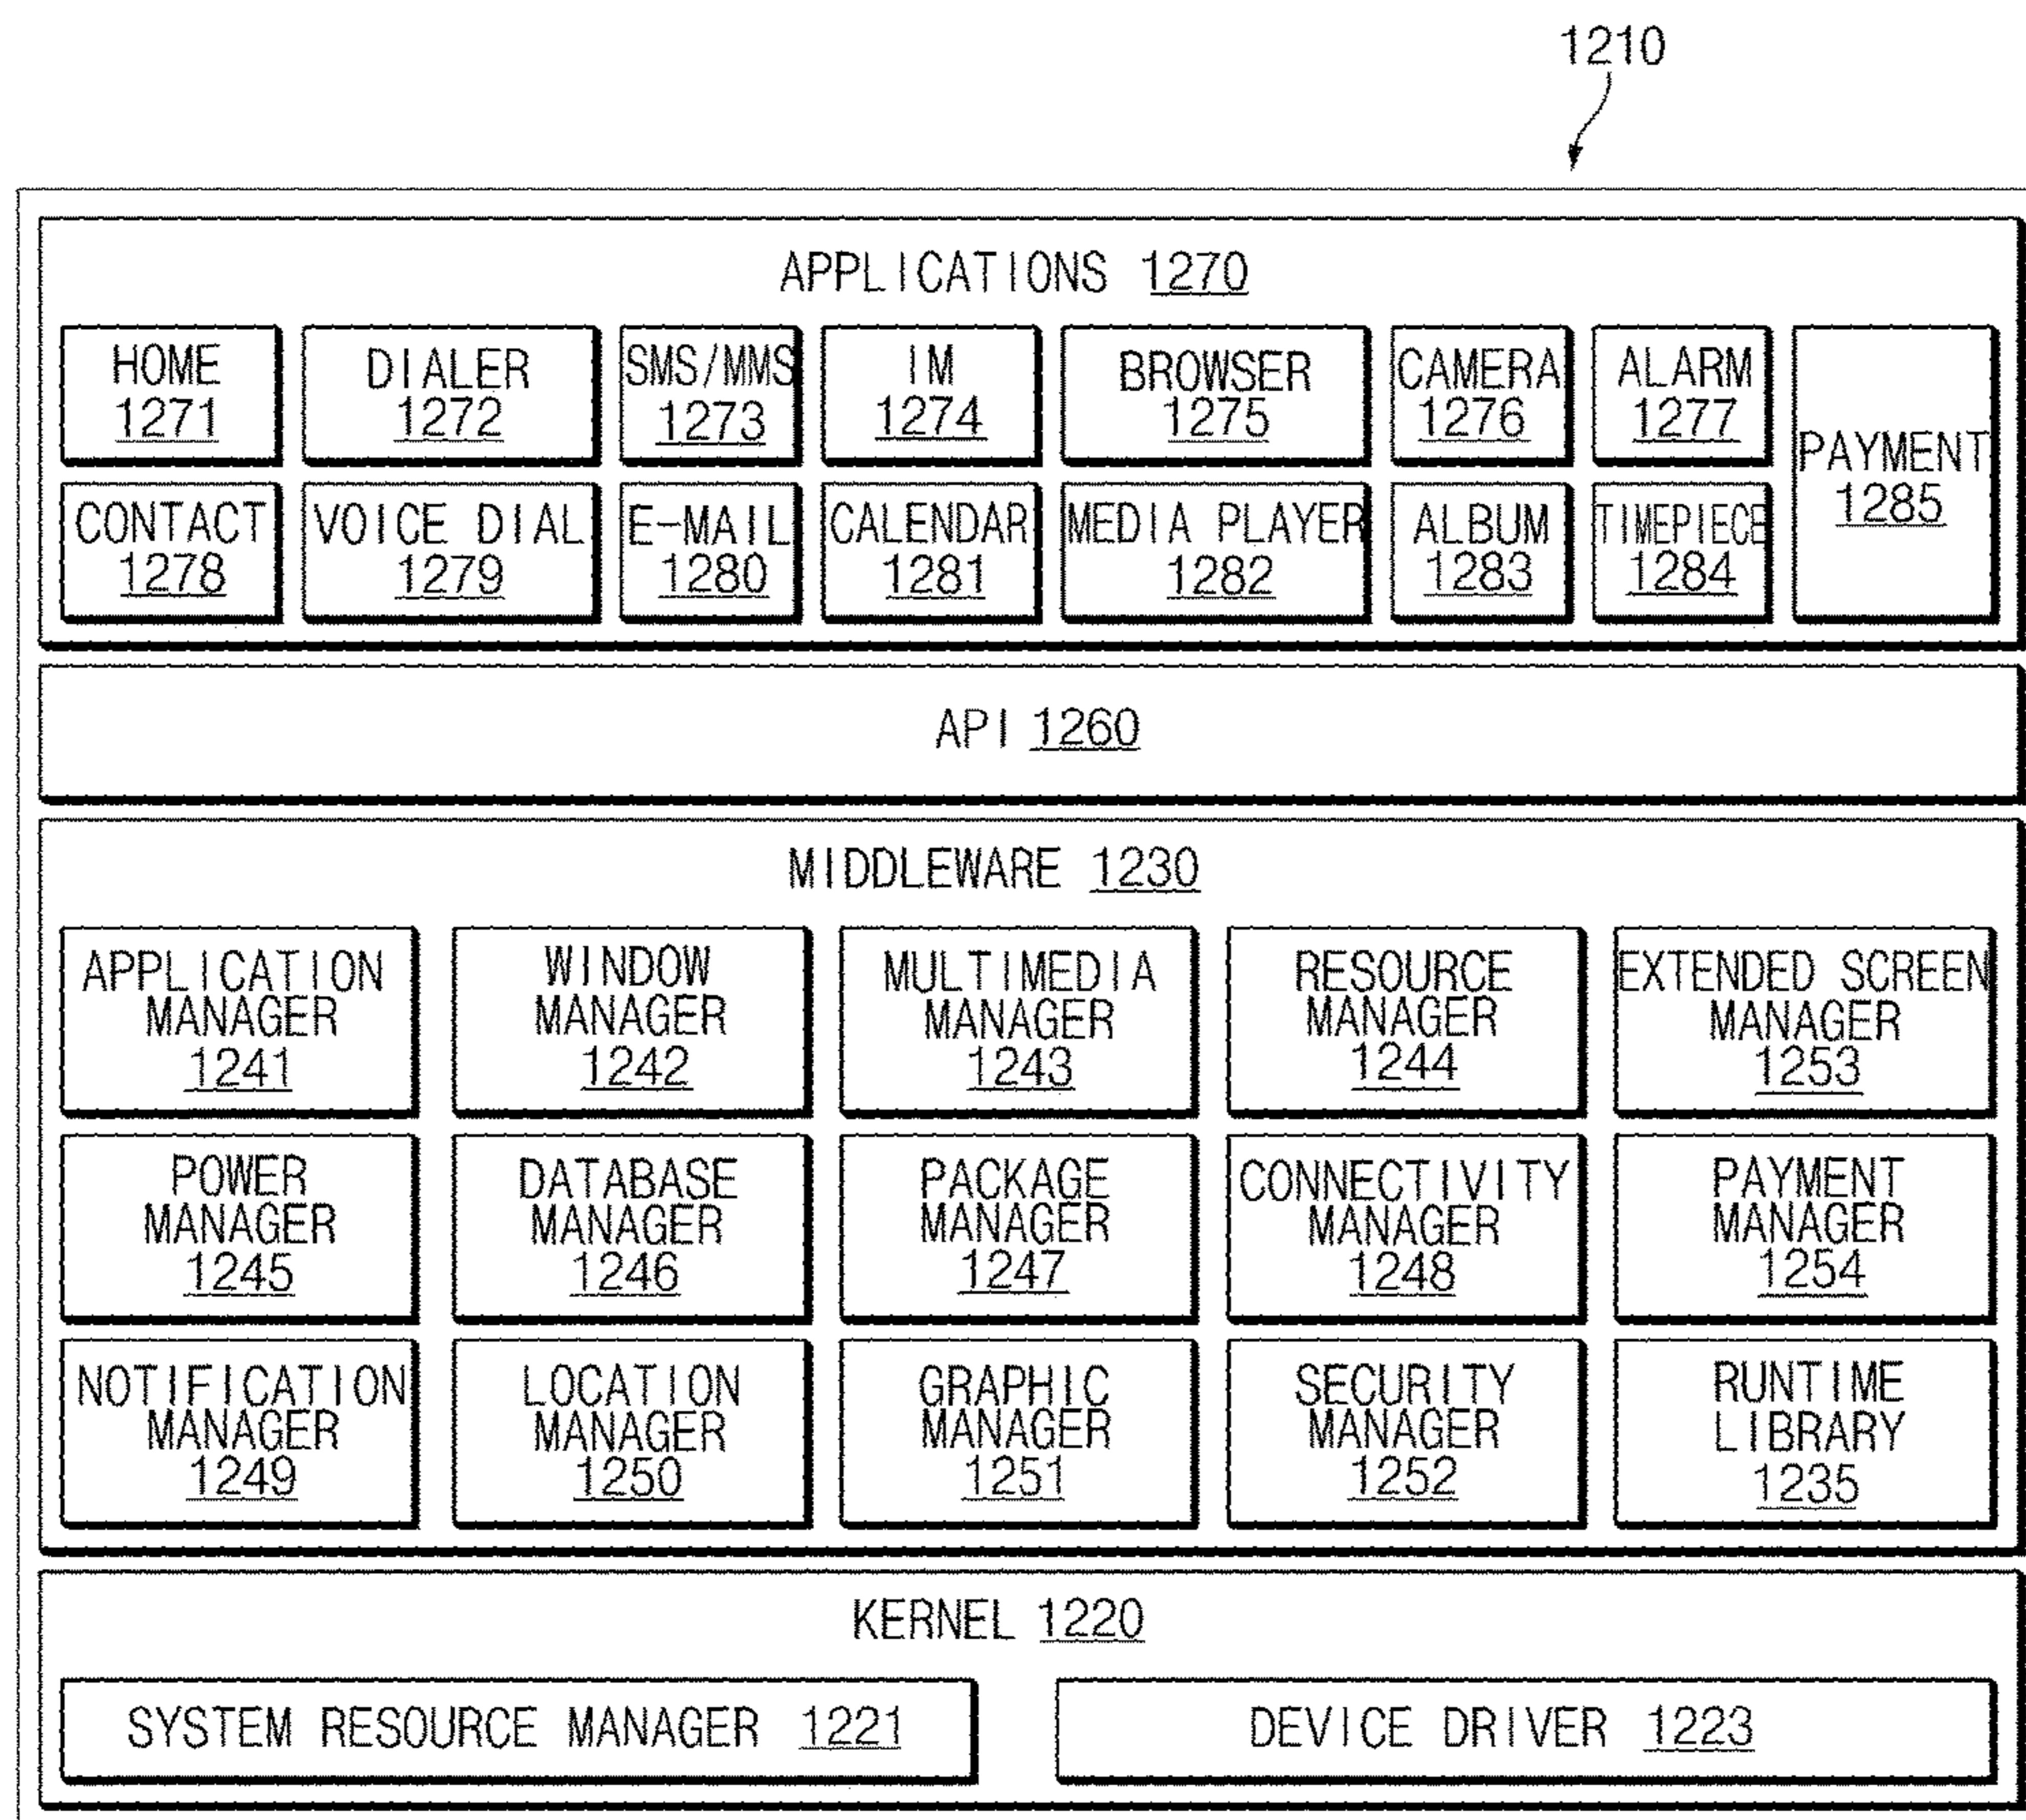 1210
APPLICATIONS 1270
HOME
1271
DIALER
1272
SMS/MMS
1273
IM
1274
BROWSER
1275
CAMERA
1276
ALARM
1277
PAYMENT
1285
CONTACT
1278
VOICE DIAL
1279
E-MAIL
1280
CALENDAR
1281
MEDIA PLAYER
1282
ALBUM
1283
TIMEPIECE
1284
API 1260
MIDDLEWARE 1230
APPLICATION
MANAGER
1241
WINDOW
MANAGER
1242
MULTIMEDIA
MANAGER
1243
RESOURCE
MANAGER
1244
EXTENDED SCREEN
MANAGER
1253
POWER
MANAGER
1245
DATABASE
MANAGER
1246
PACKAGE
MANAGER
1247
CONNECTIVITY
MANAGER
1248
PAYMENT
MANAGER
1254
NOTIFICATION
MANAGER
1249
LOCATION
MANAGER
1250
GRAPHIC
MANAGER
1251
SECURITY
MANAGER
1252
RUNTIME
LIBRARY
1235
KERNEL 1220
SYSTEM RESOURCE MANAGER 1221
DEVICE DRIVER 1223